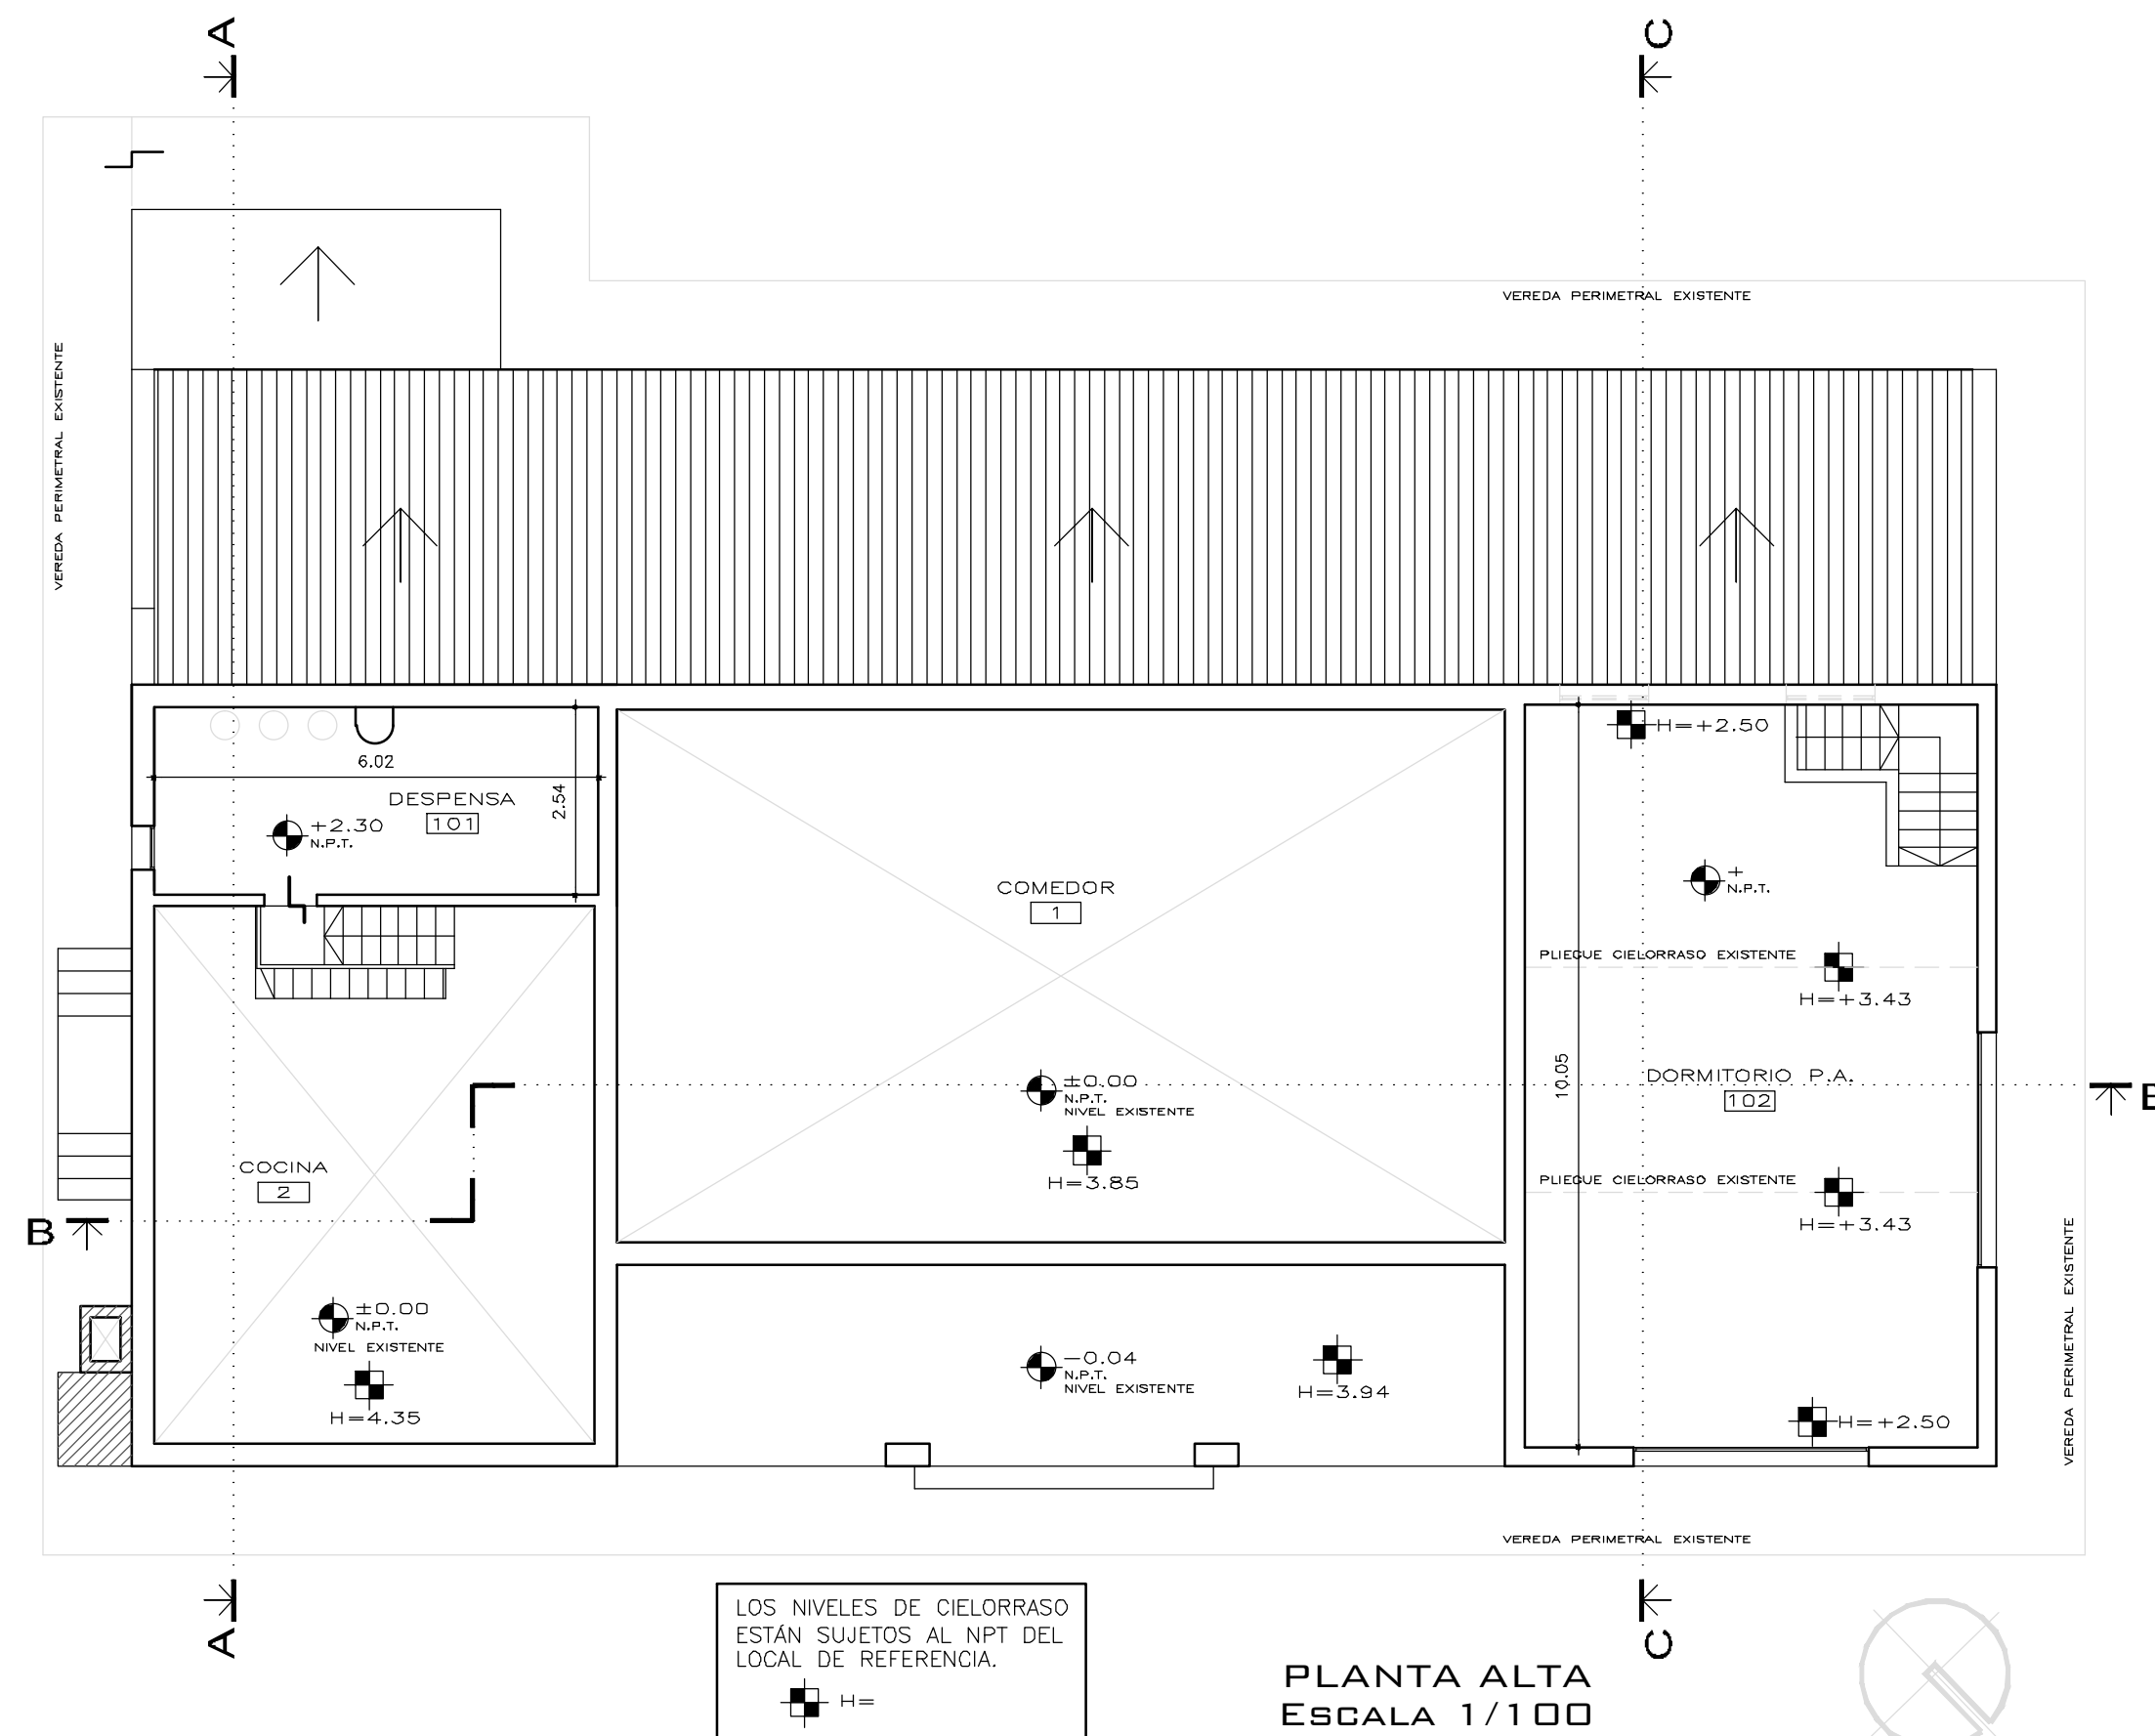 A
C
VEREDA PERIMETRAL EXISTENTE
VEREDA PERIMETRAL EXISTENTE
H=+2.50
6.02
DESPENSA
101
2.54
+2.30
N.P.T.
COMEDOR
1
+
N.P.T.
PLIEGUE CIELORRASO EXISTENTE
H=+3.43
10.05
DORMITORIO P.A.
102
±0.00
N.P.T.
NIVEL EXISTENTE
H=3.85
B
COCINA
2
PLIEGUE CIELORRASO EXISTENTE
H=+3.43
B
±0.00
N.P.T.
NIVEL EXISTENTE
H=4.35
-0.04
N.P.T.
NIVEL EXISTENTE
H=3.94
H=+2.50
VEREDA PERIMETRAL EXISTENTE
VEREDA PERIMETRAL EXISTENTE
A
C
LOS NIVELES DE CIELORRASO
ESTÁN SUJETOS AL NPT DEL
LOCAL DE REFERENCIA.
H=
PLANTA ALTA
ESCALA 1/100